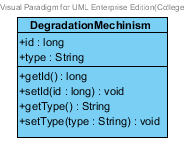 Visual Paradigm for UML Enterprise Edition(College
DegradationMechinism
+id : long
+type : String
+getId() : long
+setId(id : long) : void
+getType() : String
+setType(type : String) : void